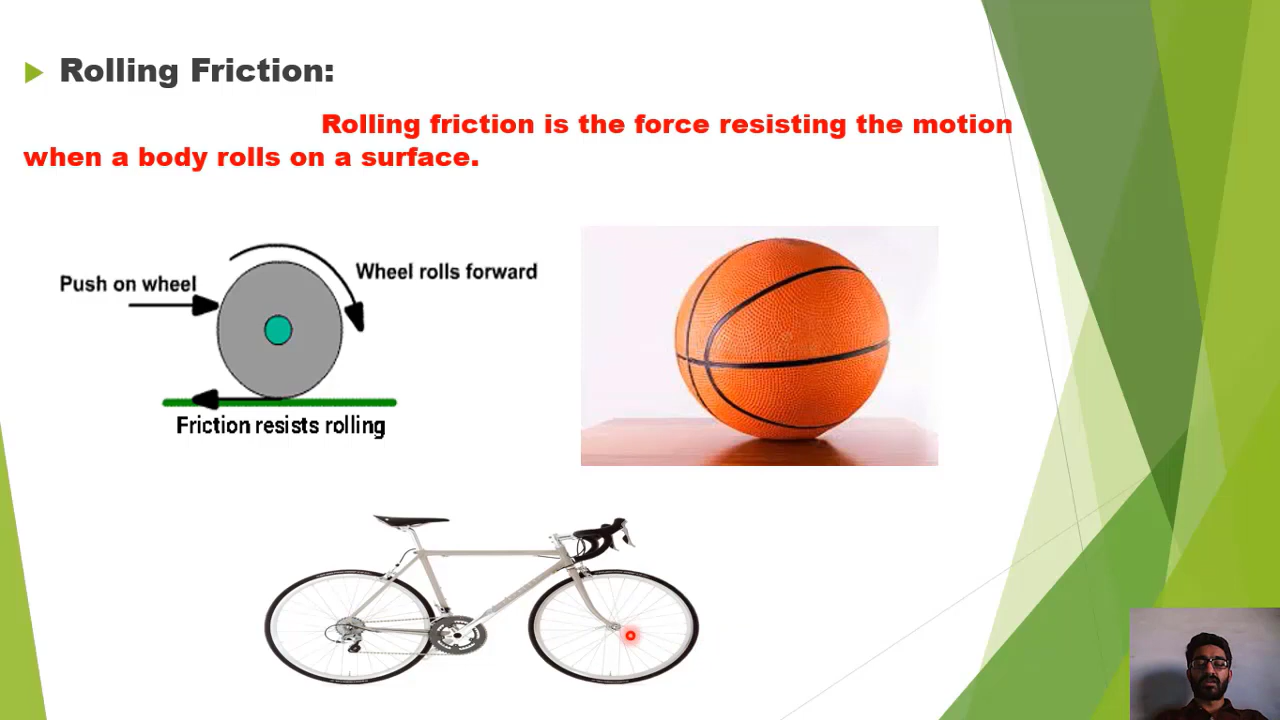 Rolling Friction:
Rolling friction is the force resisting the motion
when a body rolls on a surface.
Push on wheel
Wheel rolls forward
Friction resists rolling